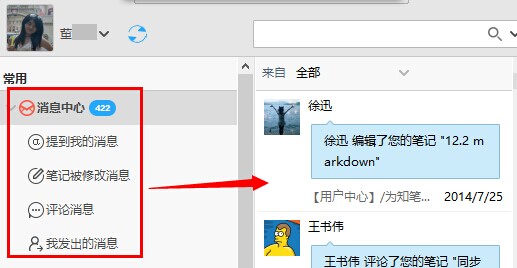 常用
消息中心 422
提到我的消息
笔记被修改消息
评论消息
我发出的消息
来自 全部
徐迅
徐迅 编辑了您的笔记 "12.2 m
arkdown"
【用户中心】/为知笔... 2014/7/25
王书伟
王书伟 评论了您的笔记 "同步